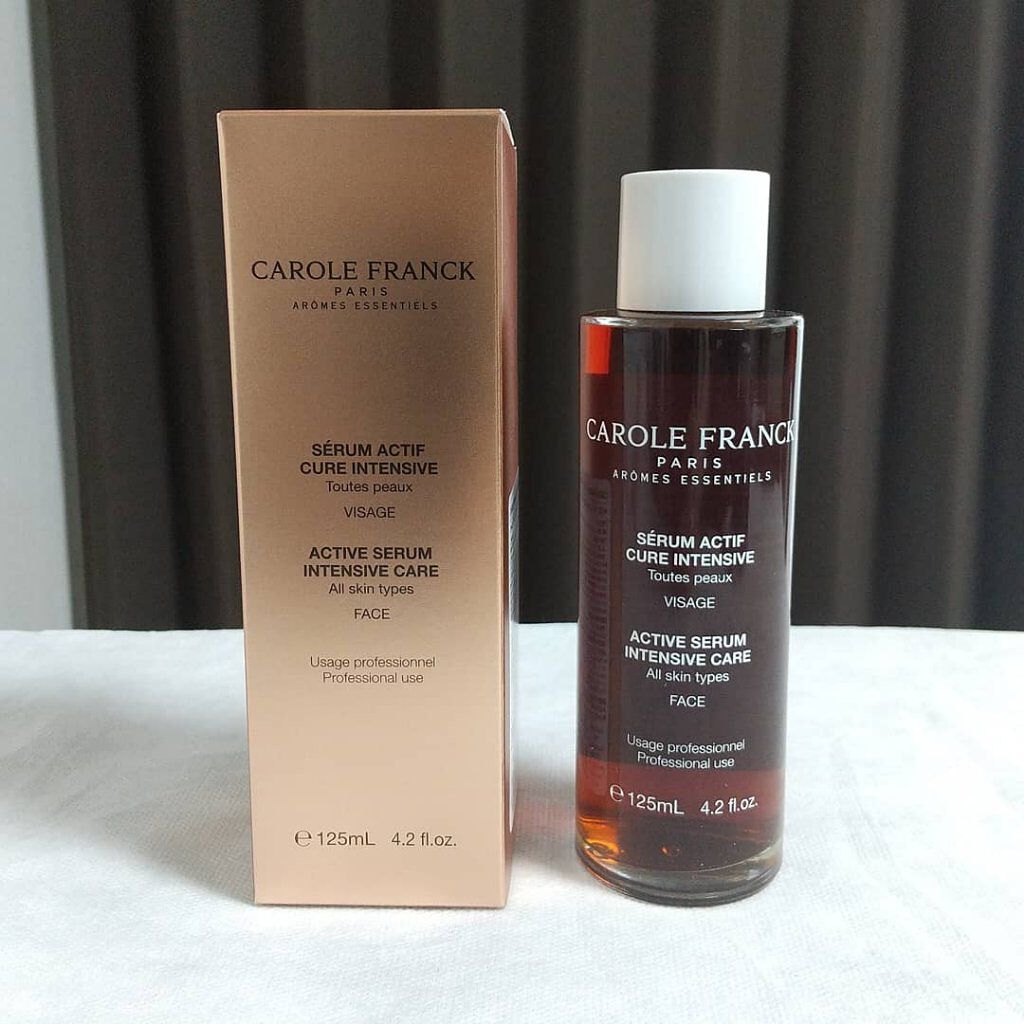 CAROLE FRANCK
PARIS
ARÔMES ESSENTIELS
SÉRUM ACTIF
CURE INTENSIVE
Toutes peaux
VISAGE
ACTIVE SERUM
INTENSIVE CARE
All skin types
FACE
Usage professionnel
Professional use
℮ 125mL 4.2 fl.oz.
CAROLE FRANCK
PARIS
ARÔMES ESSENTIELS
SÉRUM ACTIF
CURE INTENSIVE
Toutes peaux
VISAGE
ACTIVE SERUM
INTENSIVE CARE
All skin types
FACE
Usage professionnel
Professional use
℮ 125mL 4.2 fl.oz.